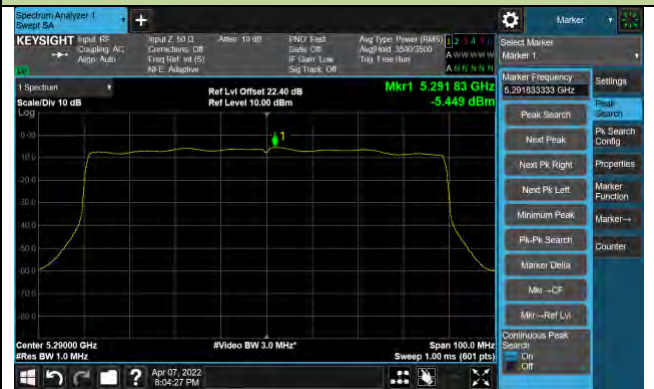 Spectrum Analyzer 1
Swept SA
Marker
KEYSIGHT
Input: RF
Coupling: AC
Align: Auto
Input Z: 50 Ω
Corrections: Off
Freq Ref: Int (S)
NFE: Adaptive
Atten: 10 dB
PNO: Fast
Gate: Off
IF Gain: Low
Sig Track: Off
Avg Type: Power (RMS)
Avg|Hold: 3500/3500
Trig: Free Run
1 2 3 4 5 6
A W W W W W
A N N N N N
Select Marker
Marker 1
1 Spectrum
Scale/Div 10 dB
Log
Ref Lvl Offset 22.40 dB
Ref Level 10.00 dBm
Mkr1 5.291 83 GHz
-5.449 dBm
Marker Frequency
5.291833333 GHz
Peak Search
Next Peak
Next Pk Right
Next Pk Left
Minimum Peak
Pk-Pk Search
Marker Delta
Mkr→CF
Mkr→Ref Lvl
Continuous Peak
Search
On
Off
Settings
Peak
Search
Pk Search
Config
Properties
Marker
Function
Marker→
Counter
1
0.00
-10.0
-20.0
-30.0
-40.0
-50.0
-60.0
-70.0
-80.0
Center 5.29000 GHz
#Res BW 1.0 MHz
#Video BW 3.0 MHz*
Span 100.0 MHz
Sweep 1.00 ms (601 pts)
?
Apr 07, 2022
8:04:27 PM